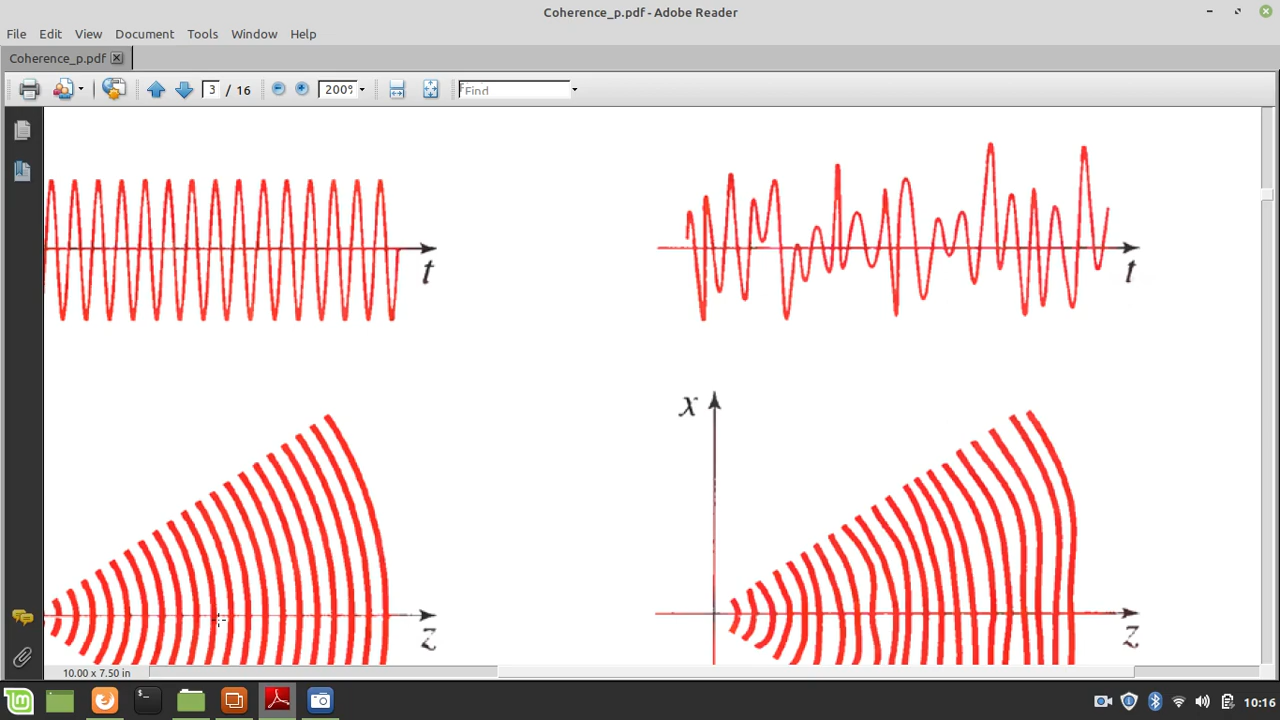 Coherence_p.pdf - Adobe Reader
File Edit View Document Tools Window Help
Coherence_p.pdf
3 / 16 200% Find
t t
x
z z
10.00 x 7.50 in
10:16